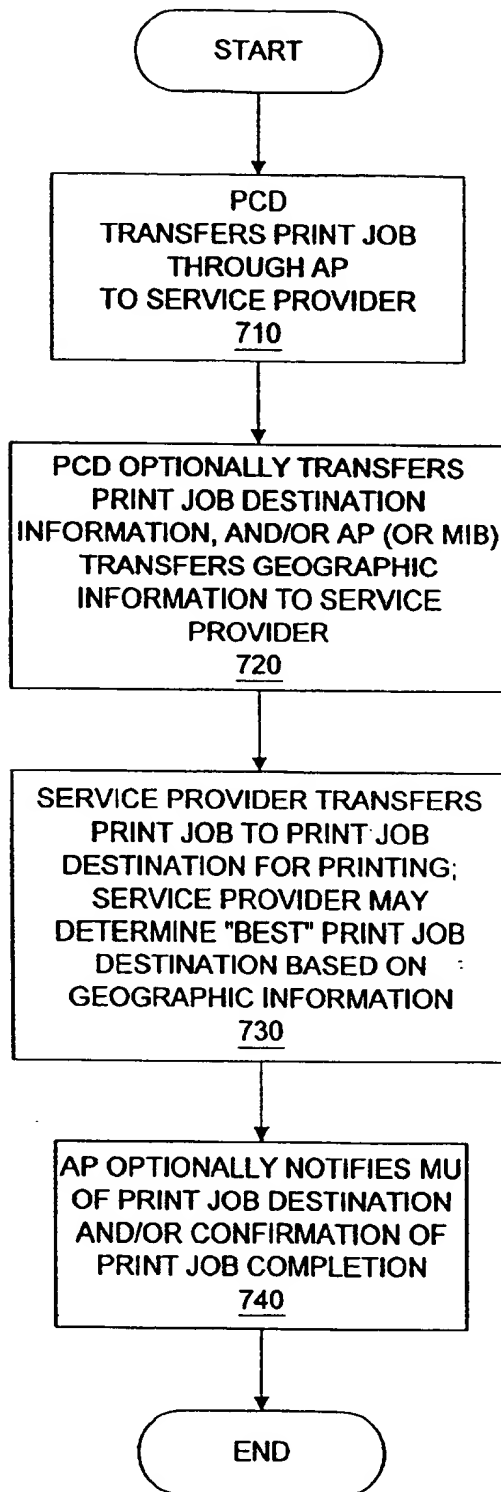 START
PCD
TRANSFERS PRINT JOB
THROUGH AP
TO SERVICE PROVIDER
710
PCD OPTIONALLY TRANSFERS
PRINT JOB DESTINATION
INFORMATION, AND/OR AP (OR MIB)
TRANSFERS GEOGRAPHIC
INFORMATION TO SERVICE
PROVIDER
720
SERVICE PROVIDER TRANSFERS
PRINT JOB TO PRINT JOB
DESTINATION FOR PRINTING;
SERVICE PROVIDER MAY
DETERMINE "BEST" PRINT JOB
DESTINATION BASED ON
GEOGRAPHIC INFORMATION
730
AP OPTIONALLY NOTIFIES MU
OF PRINT JOB DESTINATION
AND/OR CONFIRMATION OF
PRINT JOB COMPLETION
740
END